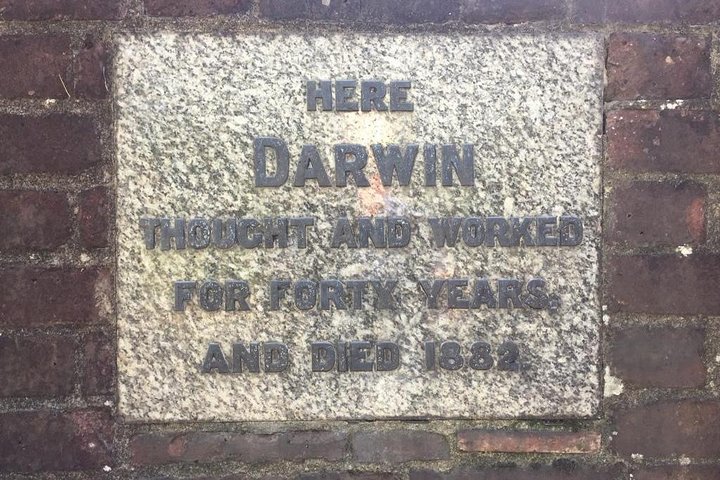 HERE
DARWIN
THOUGHT AND WORKED
FOR FORTY YEARS.
AND DIED 1882.